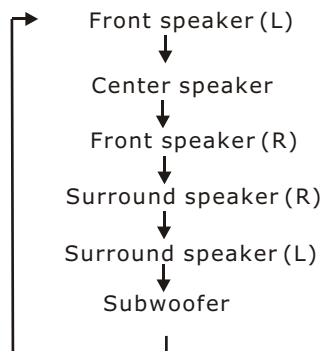 Front speaker (L)
Center speaker
Front speaker (R)
Surround speaker (R)
Surround speaker (L)
Subwoofer